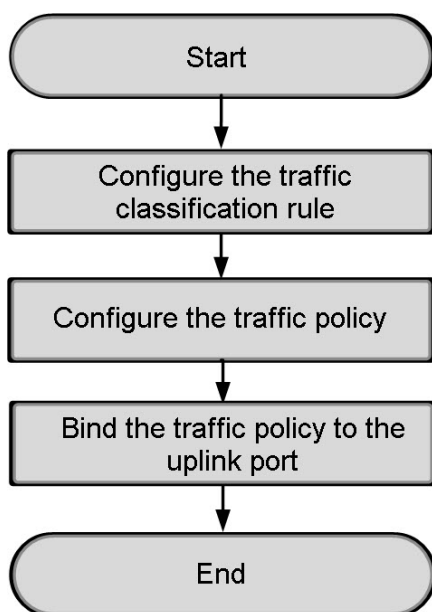 Start
Configure the traffic
classification rule
Configure the traffic policy
Bind the traffic policy to the
uplink port
End